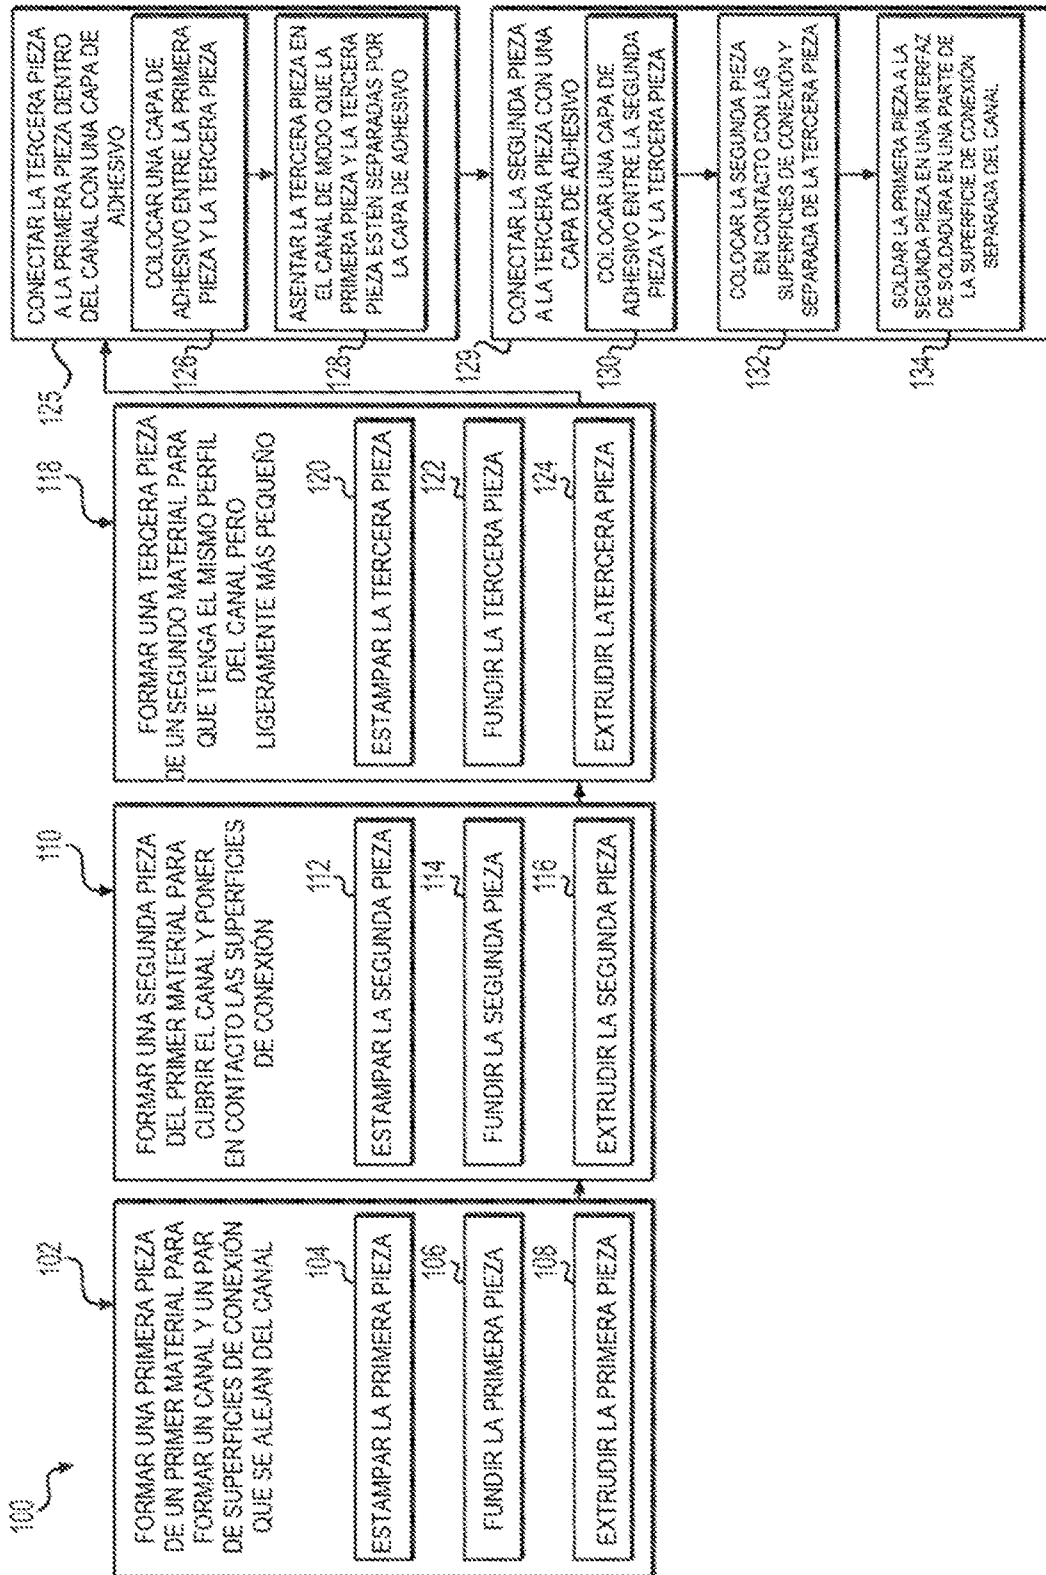 100
102
FORMAR UNA PRIMERA PIEZA
DE UN PRIMER MATERIAL PARA
FORMAR UN CANAL Y UN PAR
DE SUPERFICIES DE CONEXIÓN
QUE SE ALEJAN DEL CANAL
104
ESTAMPAR LA PRIMERA PIEZA
106
FUNDIR LA PRIMERA PIEZA
108
EXTRUDIR LA PRIMERA PIEZA
110
FORMAR UNA SEGUNDA PIEZA
DEL PRIMER MATERIAL PARA
CUBRIR EL CANAL Y PONER
EN CONTACTO LAS SUPERFICIES
DE CONEXIÓN
112
ESTAMPAR LA SEGUNDA PIEZA
114
FUNDIR LA SEGUNDA PIEZA
116
EXTRUDIR LA SEGUNDA PIEZA
118
FORMAR UNA TERCERA PIEZA
DE UN SEGUNDO MATERIAL PARA
QUE TENGA EL MISMO PERFIL
DEL CANAL PERO
LIGERAMENTE MÁS PEQUEÑO
120
ESTAMPAR LA TERCERA PIEZA
122
FUNDIR LA TERCERA PIEZA
124
EXTRUDIR LATERCERA PIEZA
125
CONECTAR LA TERCERA PIEZA
A LA PRIMERA PIEZA DENTRO
DEL CANAL CON UNA CAPA DE
ADHESIVO
126
COLOCAR UNA CAPA DE
ADHESIVO ENTRE LA PRIMERA
PIEZA Y LA TERCERA PIEZA
128
ASENTAR LA TERCERA PIEZA EN
EL CANAL DE MODO QUE LA
PRIMERA PIEZA Y LA TERCERA
PIEZA ESTÉN SEPARADAS POR
LA CAPA DE ADHESIVO
129
CONECTAR LA SEGUNDA PIEZA
A LA TERCERA PIEZA CON UNA
CAPA DE ADHESIVO
130
COLOCAR UNA CAPA DE
ADHESIVO ENTRE LA SEGUNDA
PIEZA Y LA TERCERA PIEZA
132
COLOCAR LA SEGUNDA PIEZA
EN CONTACTO CON LAS
SUPERFICIES DE CONEXIÓN Y
SEPARADA DE LA TERCERA PIEZA
134
SOLDAR LA PRIMERA PIEZA A LA
SEGUNDA PIEZA EN UNA INTERFAZ
DE SOLDADURA EN UNA PARTE DE
LA SUPERFICIE DE CONEXIÓN
SEPARADA DEL CANAL